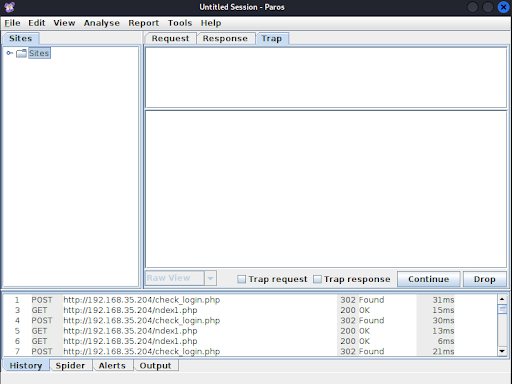 Untitled Session - Paros
File Edit View Analyse Report Tools Help
Sites
Request Response Trap
Sites
Raw View Trap request Trap response Continue Drop
1 POST http://192.168.35.204/check_login.php 302 Found 31ms
3 GET http://192.168.35.204/ndex1.php 200 OK 15ms
4 POST http://192.168.35.204/check_login.php 302 Found 30ms
5 GET http://192.168.35.204/ndex1.php 200 OK 13ms
6 GET http://192.168.35.204/ndex1.php 200 OK 6ms
7 POST http://192.168.35.204/check_login.php 302 Found 21ms
History Spider Alerts Output